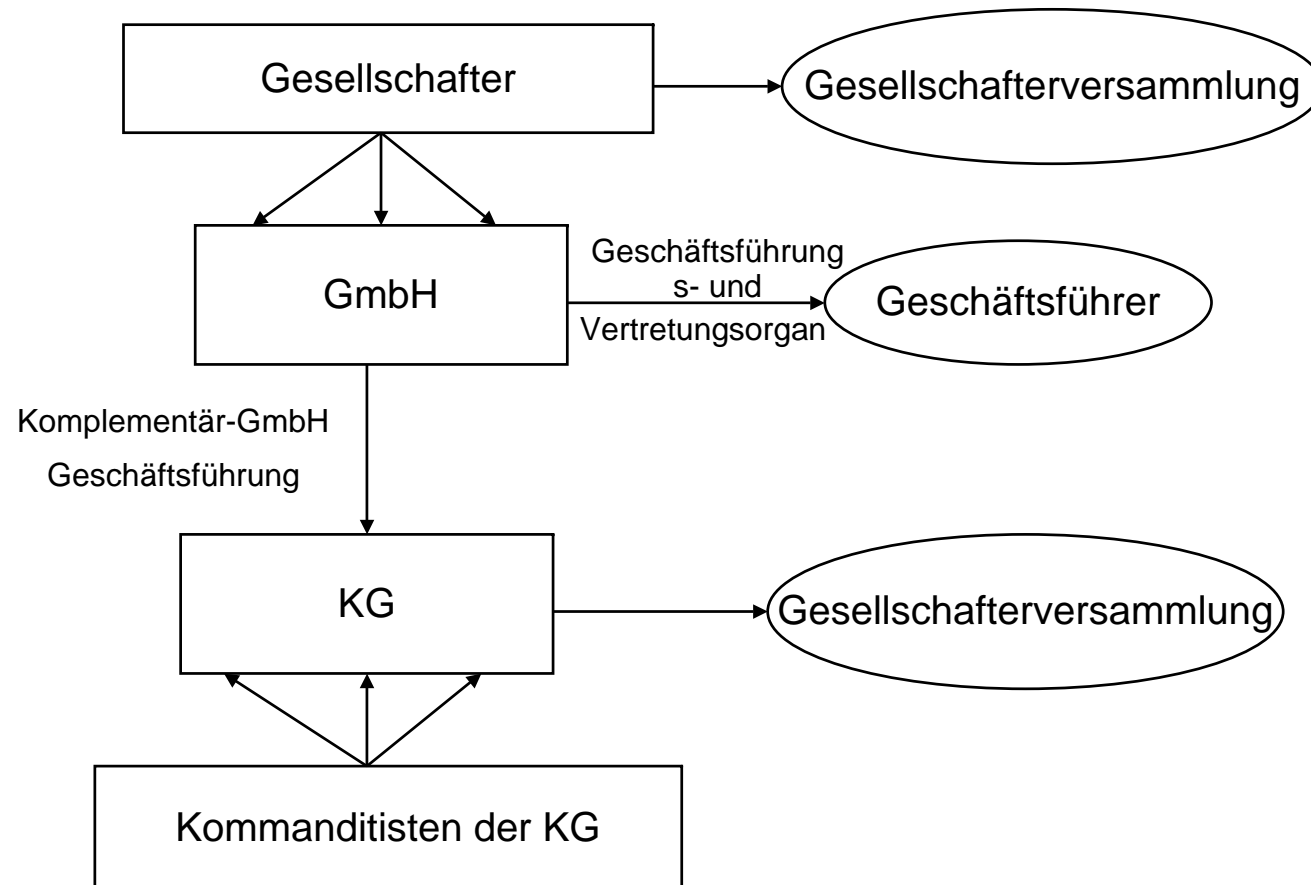 Gesellschafter
Gesellschafterversammlung
GmbH
Geschäftsführung
s- und
Vertretungsorgan
Geschäftsführer
Komplementär-GmbH
Geschäftsführung
KG
Gesellschafterversammlung
Kommanditisten der KG